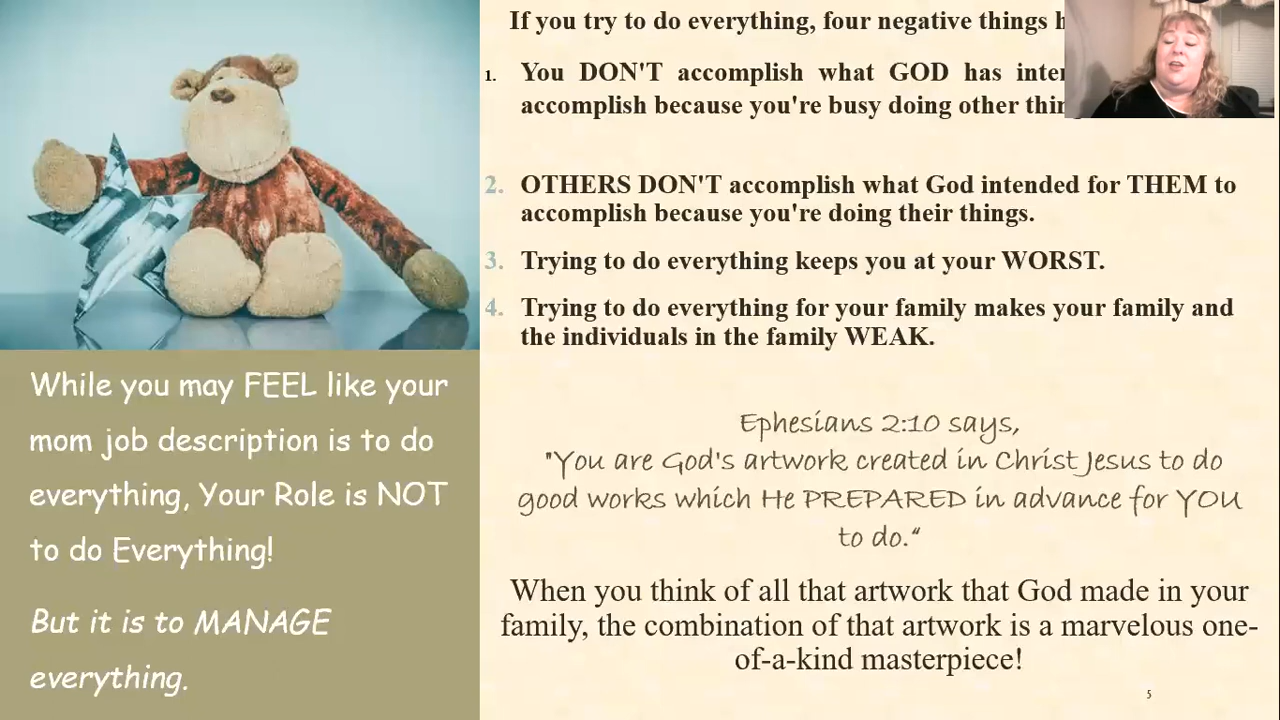 If you try to do everything, four negative things
1. You DON'T accomplish what GOD has
accomplish because you're busy doing other
2. OTHERS DON'T accomplish what God intended for THEM to
accomplish because you're doing their things.
3. Trying to do everything keeps you at your WORST.
4. Trying to do everything for your family makes your family and
the individuals in the family WEAK.
While you may FEEL like your
mom job description is to do
everything, Your Role is NOT
to do Everything!
But it is to MANAGE
everything.
Ephesians 2:10 says,
"You are God's artwork created in Christ Jesus to do
good works which He PREPARED in advance for YOU
to do.“
When you think of all that artwork that God made in your
family, the combination of that artwork is a marvelous one-
of-a-kind masterpiece!
5